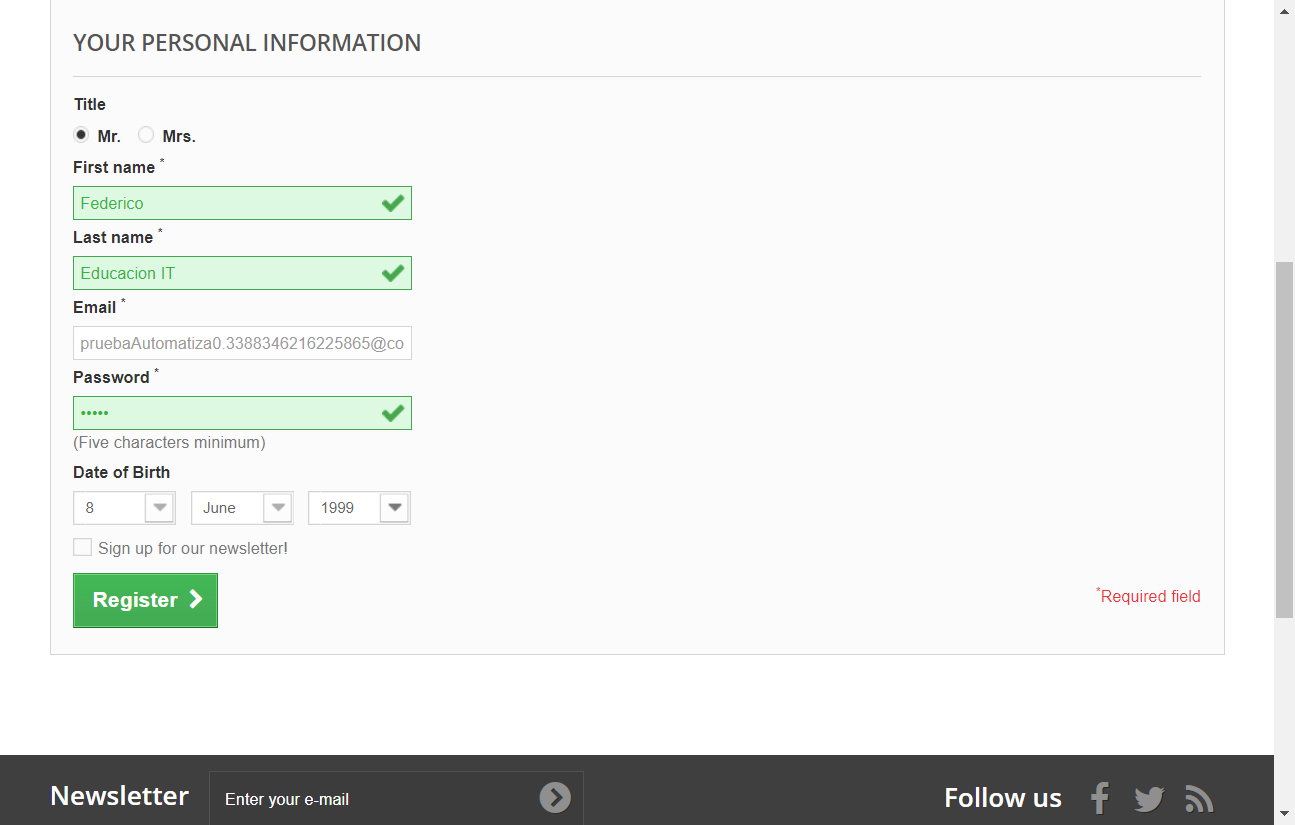 YOUR PERSONAL INFORMATION
Title
Mr. Mrs.
First name *
Federico
Last name *
Educacion IT
Email *
pruebaAutomatiza0.3388346216225865@co
Password *
•••••
(Five characters minimum)
Date of Birth
8 June 1999
Sign up for our newsletter!
Register
*Required field
Newsletter Enter your e-mail Follow us